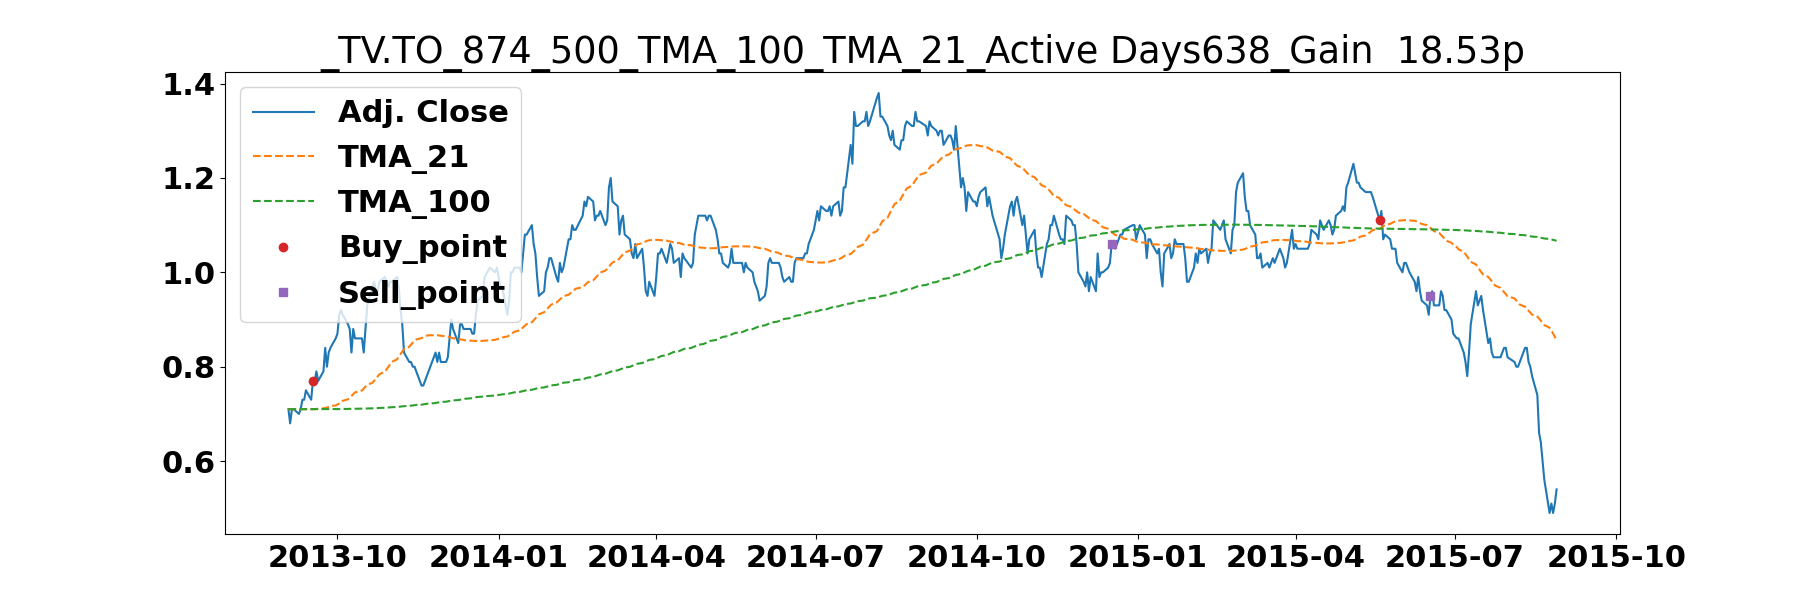 _TV.TO_874_500_TMA_100_TMA_21_Active Days638_Gain  18.53p
1.4
1.2
1.0
0.8
0.6
Adj. Close
TMA_21
TMA_100
Buy_point
Sell_point
2013-10 2014-01 2014-04 2014-07 2014-10 2015-01 2015-04 2015-07 2015-10